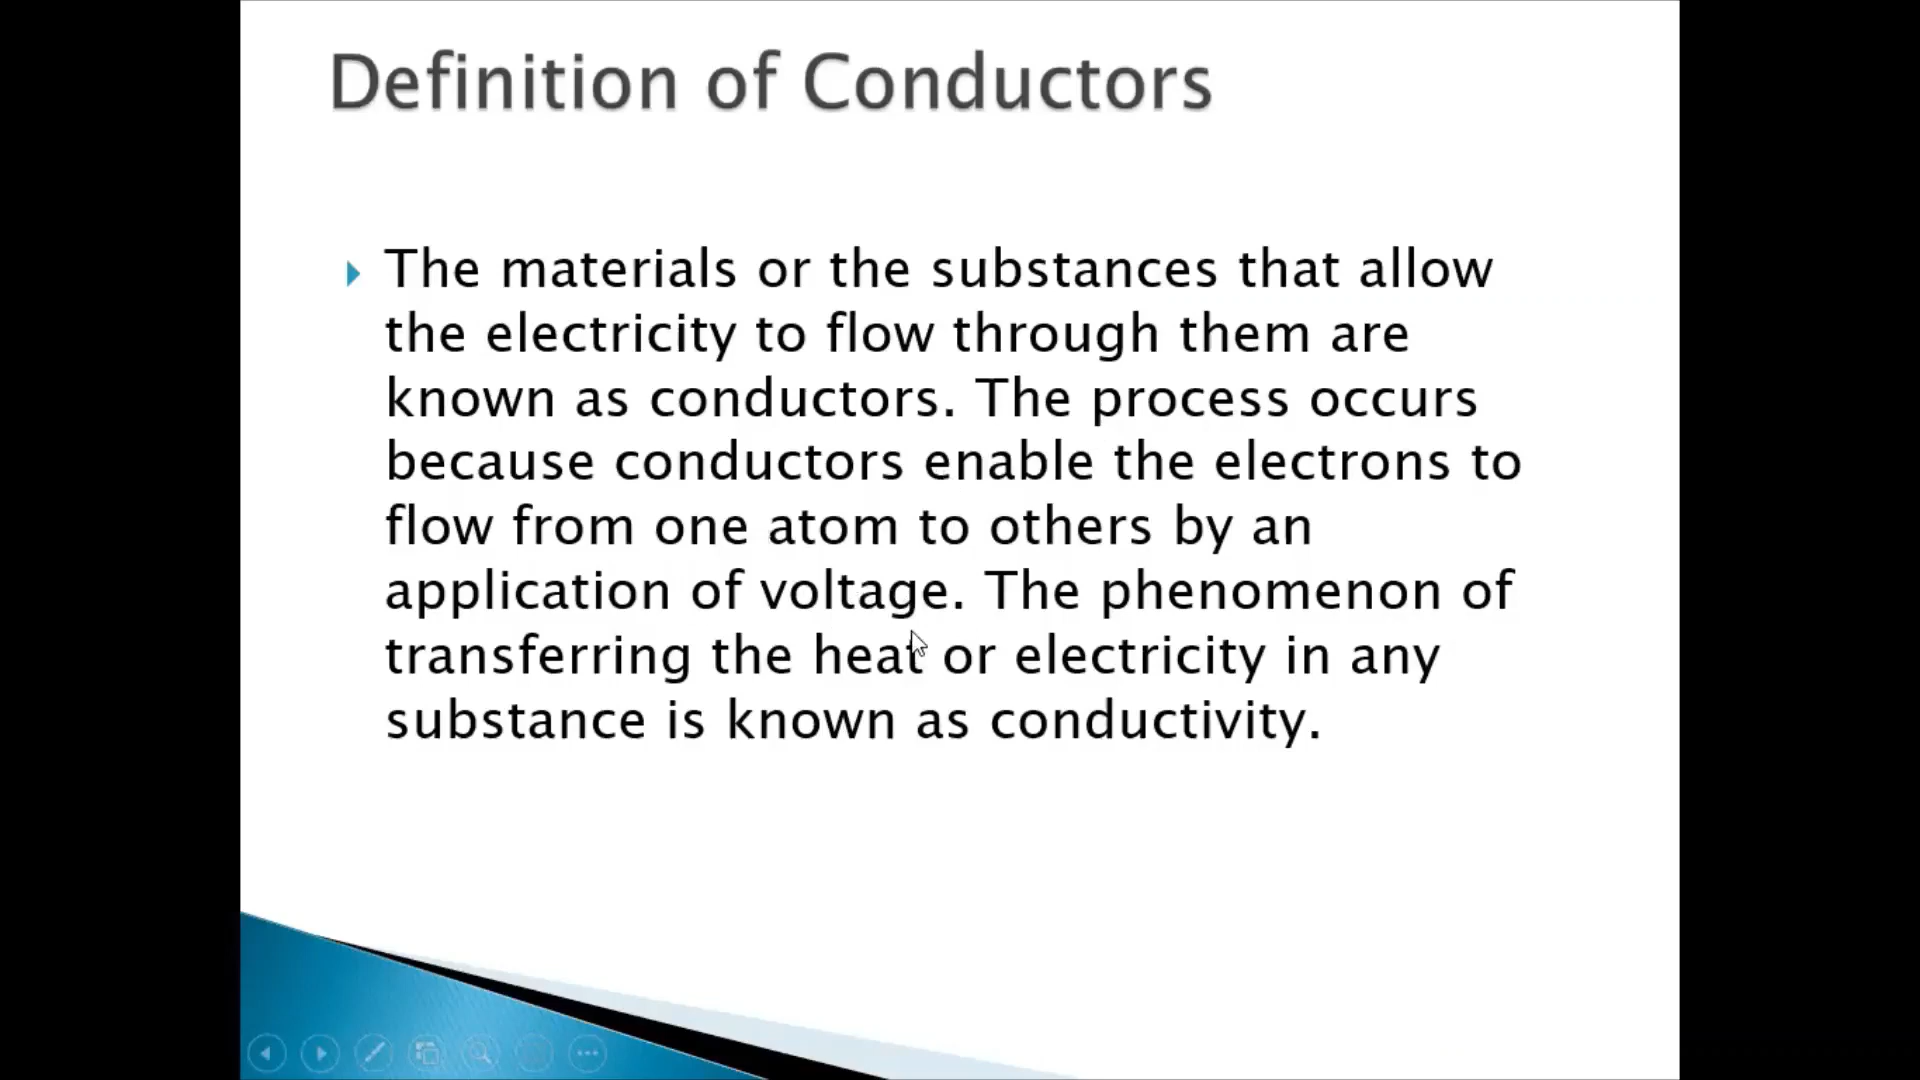 Definition of Conductors
The materials or the substances that allow
the electricity to flow through them are
known as conductors. The process occurs
because conductors enable the electrons to
flow from one atom to others by an
application of voltage. The phenomenon of
transferring the heat or electricity in any
substance is known as conductivity.